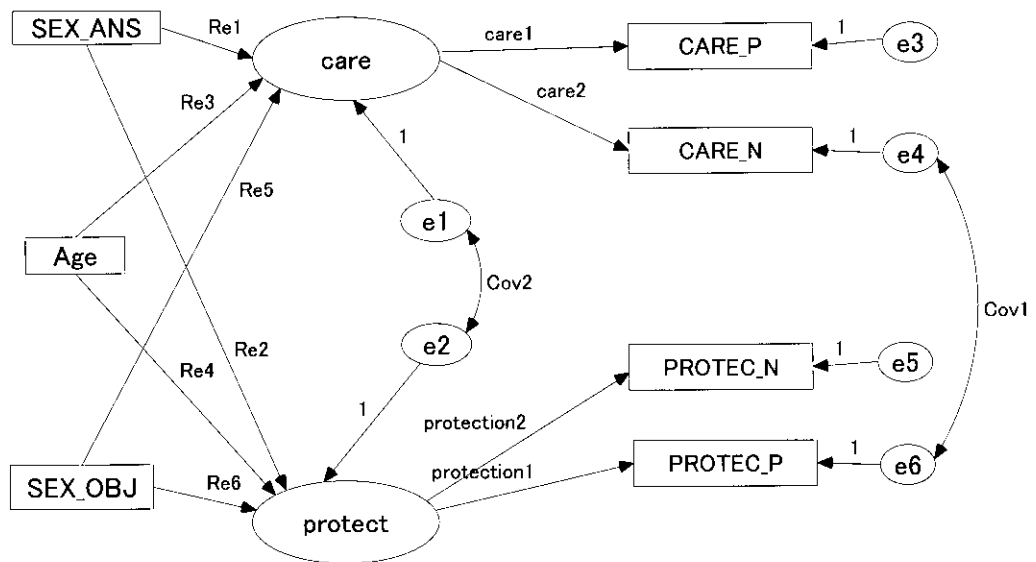 SEX_ANS
Re1
care
care1
CARE_P
1
e3
Re3
care2
1
CARE_N
1
e4
Re5
e1
Age
Cov2
Cov1
e2
Re2
Re4
PROTEC_N
1
e5
1
protection2
protection1
PROTEC_P
1
e6
SEX_OBJ
Re6
protect